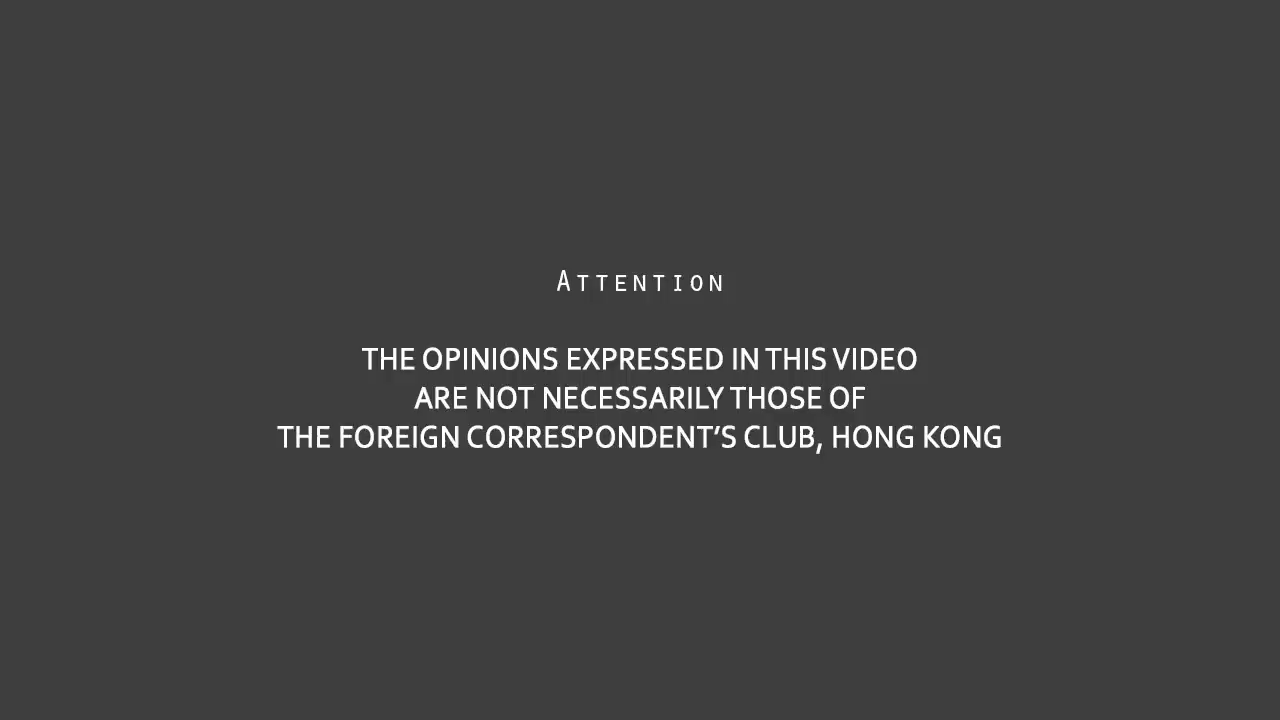 Attention
THE OPINIONS EXPRESSED IN THIS VIDEO
ARE NOT NECESSARILY THOSE OF
THE FOREIGN CORRESPONDENT’S CLUB, HONG KONG